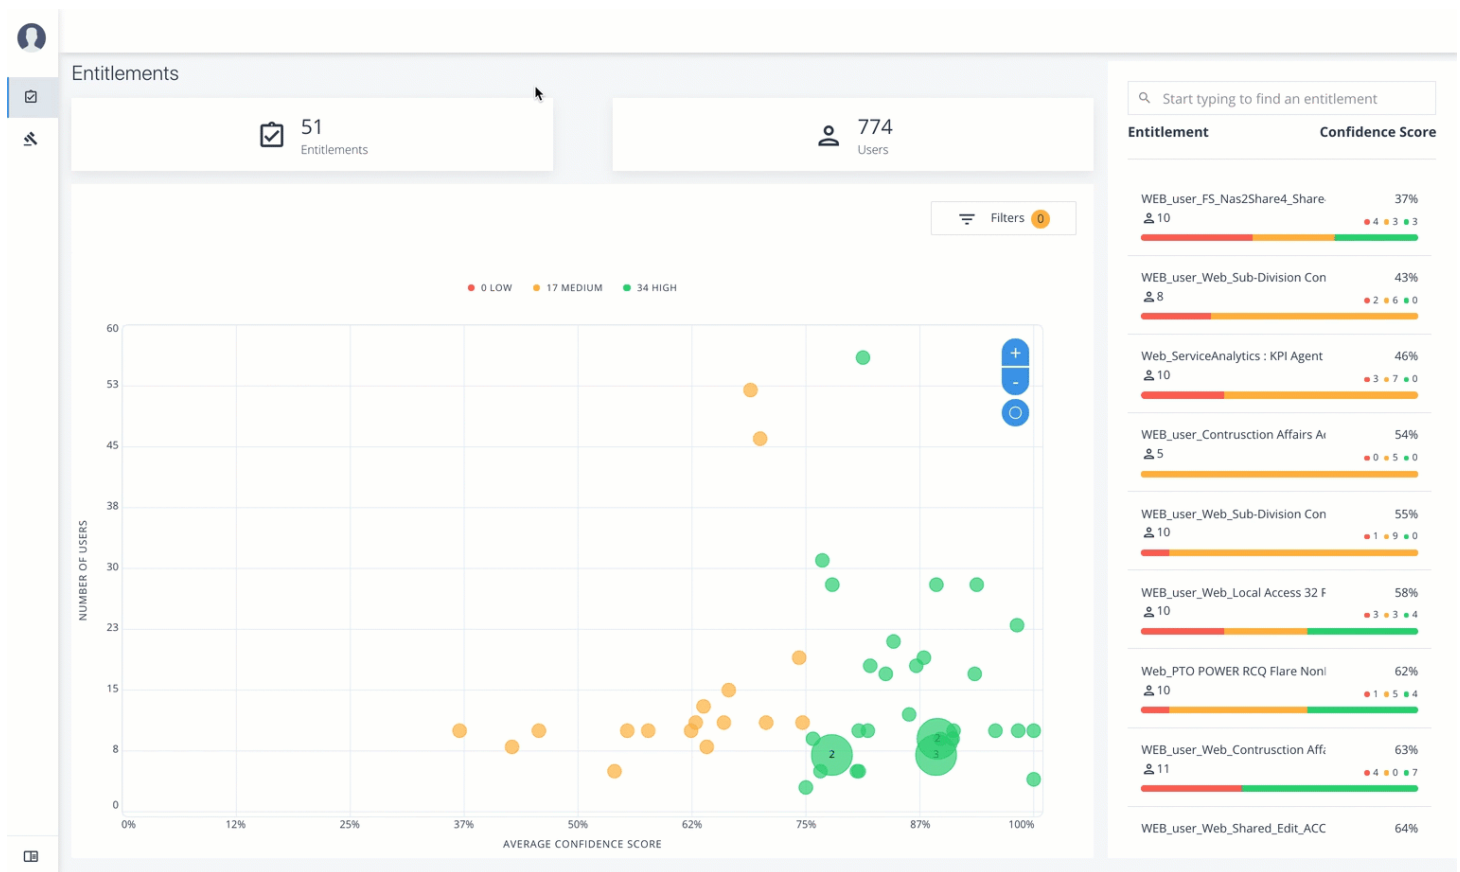 Entitlements
51
Entitlements
774
Users
Filters 0
0 LOW 17 MEDIUM 34 HIGH
NUMBER OF USERS
60
53
45
38
30
23
15
8
0
2
3
0% 12% 25% 37% 50% 62% 75% 87% 100%
AVERAGE CONFIDENCE SCORE
+
-
Start typing to find an entitlement
Entitlement Confidence Score
WEB_user_FS_Nas2Share4_Share 37%
10 4 3 3
WEB_user_Web_Sub-Division Con 43%
8 2 6 0
Web_ServiceAnalytics : KPI Agent 46%
10 3 7 0
WEB_user_Contrusction Affairs 54%
5 0 5 0
WEB_user_Web_Sub-Division Con 55%
10 1 9 0
WEB_user_Web_Local Access 32 58%
10 3 3 4
Web_PTO POWER RCQ Flare Non 62%
10 1 5 4
WEB_user_Web_Contrusction Affa 63%
11 4 0 7
WEB_user_Web_Shared_Edit_ACC 64%